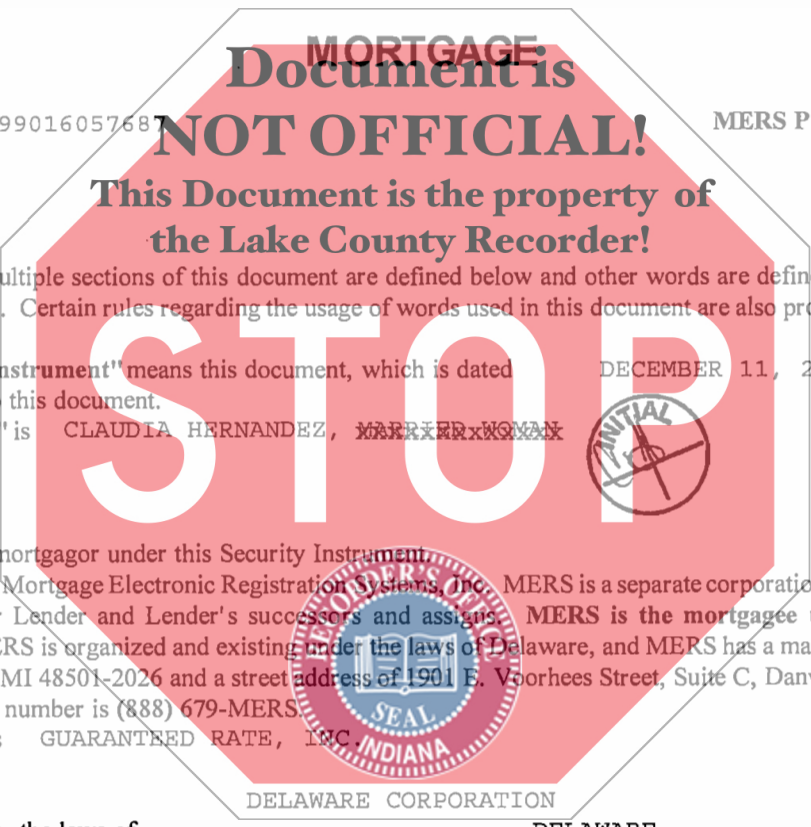 MORTGAGE
Document is
99016057687
NOT OFFICIAL!
MERS P
This Document is the property of
the Lake County Recorder!
ultiple sections of this document are defined below and other words are defin
. Certain rules regarding the usage of words used in this document are also pro
STOP
nstrument" means this document, which is dated DECEMBER 11, 2
this document.
" is CLAUDIA HERNANDEZ, MARRIED WOMAN
INITIAL
mortgagor under this Security Instrument.
Mortgage Electronic Registration Systems, Inc. MERS is a separate corporatio
Lender and Lender's successors and assigns. MERS is the mortgagee
ERS is organized and existing under the laws of Delaware, and MERS has a ma
MI 48501-2026 and a street address of 1901 E. Voorhees Street, Suite C, Danv
number is (888) 679-MERS.
GUARANTEED RATE, INC.
RECORDER'S OFFICE
SEAL
INDIANA
DELAWARE CORPORATION
the laws of DELAWARE